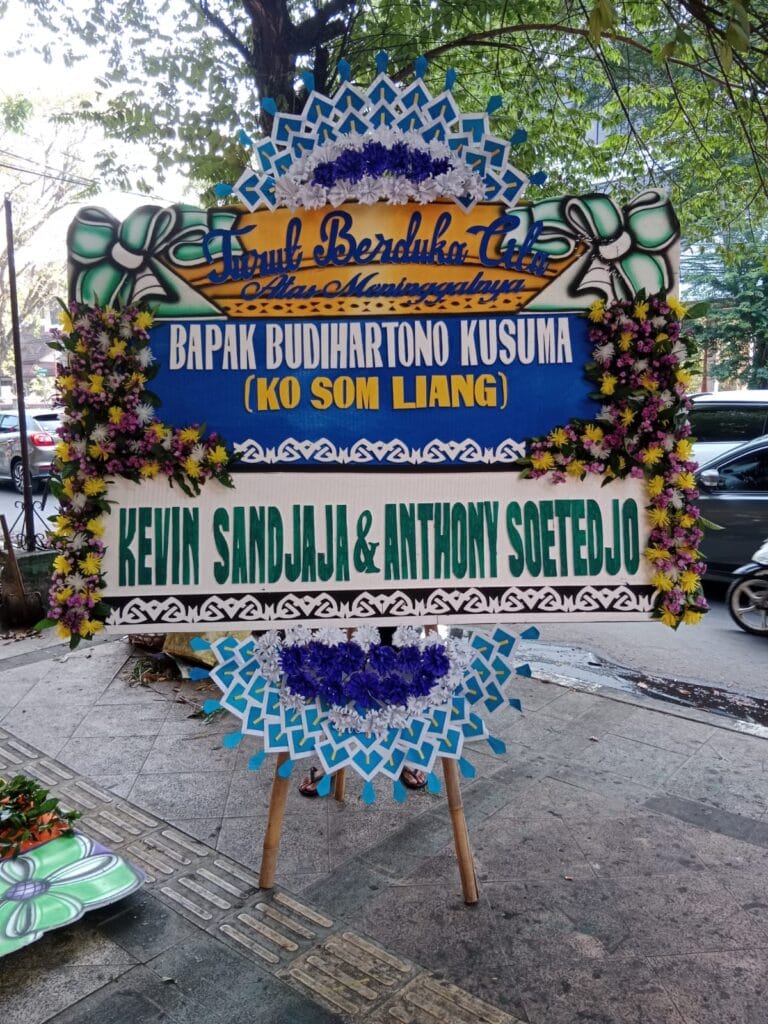 Turut Berduka Cita
Atas Meninggalnya
BAPAK BUDIHARTONO KUSUMA
(KO SOM LIANG)
KEVIN SANDJAJA & ANTHONY SOETEDJO